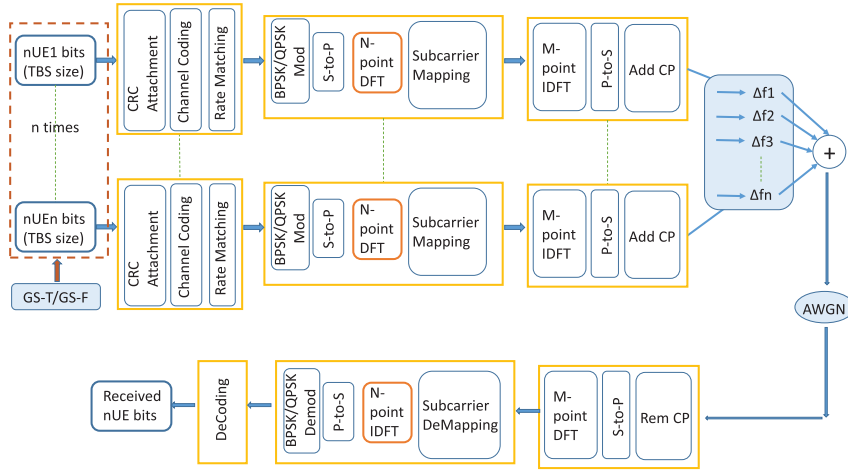 nUE1 bits
(TBS size)
n times
nUEn bits
(TBS size)
GS-T/GS-F
CRC
Attachment
Channel Coding
Rate Matching
BPSK/QPSK
Mod
S-to-P
N-
point
DFT
Subcarrier
Mapping
M-
point
IDFT
P-to-S
Add CP
CRC
Attachment
Channel Coding
Rate Matching
BPSK/QPSK
Mod
S-to-P
N-
point
DFT
Subcarrier
Mapping
M-
point
IDFT
P-to-S
Add CP
Δf1
Δf2
Δf3
Δfn
+
AWGN
Received
nUE bits
DeCoding
BPSK/QPSK
Demod
P-to-S
N-
point
IDFT
Subcarrier
DeMapping
M-
point
DFT
S-to-P
Rem CP